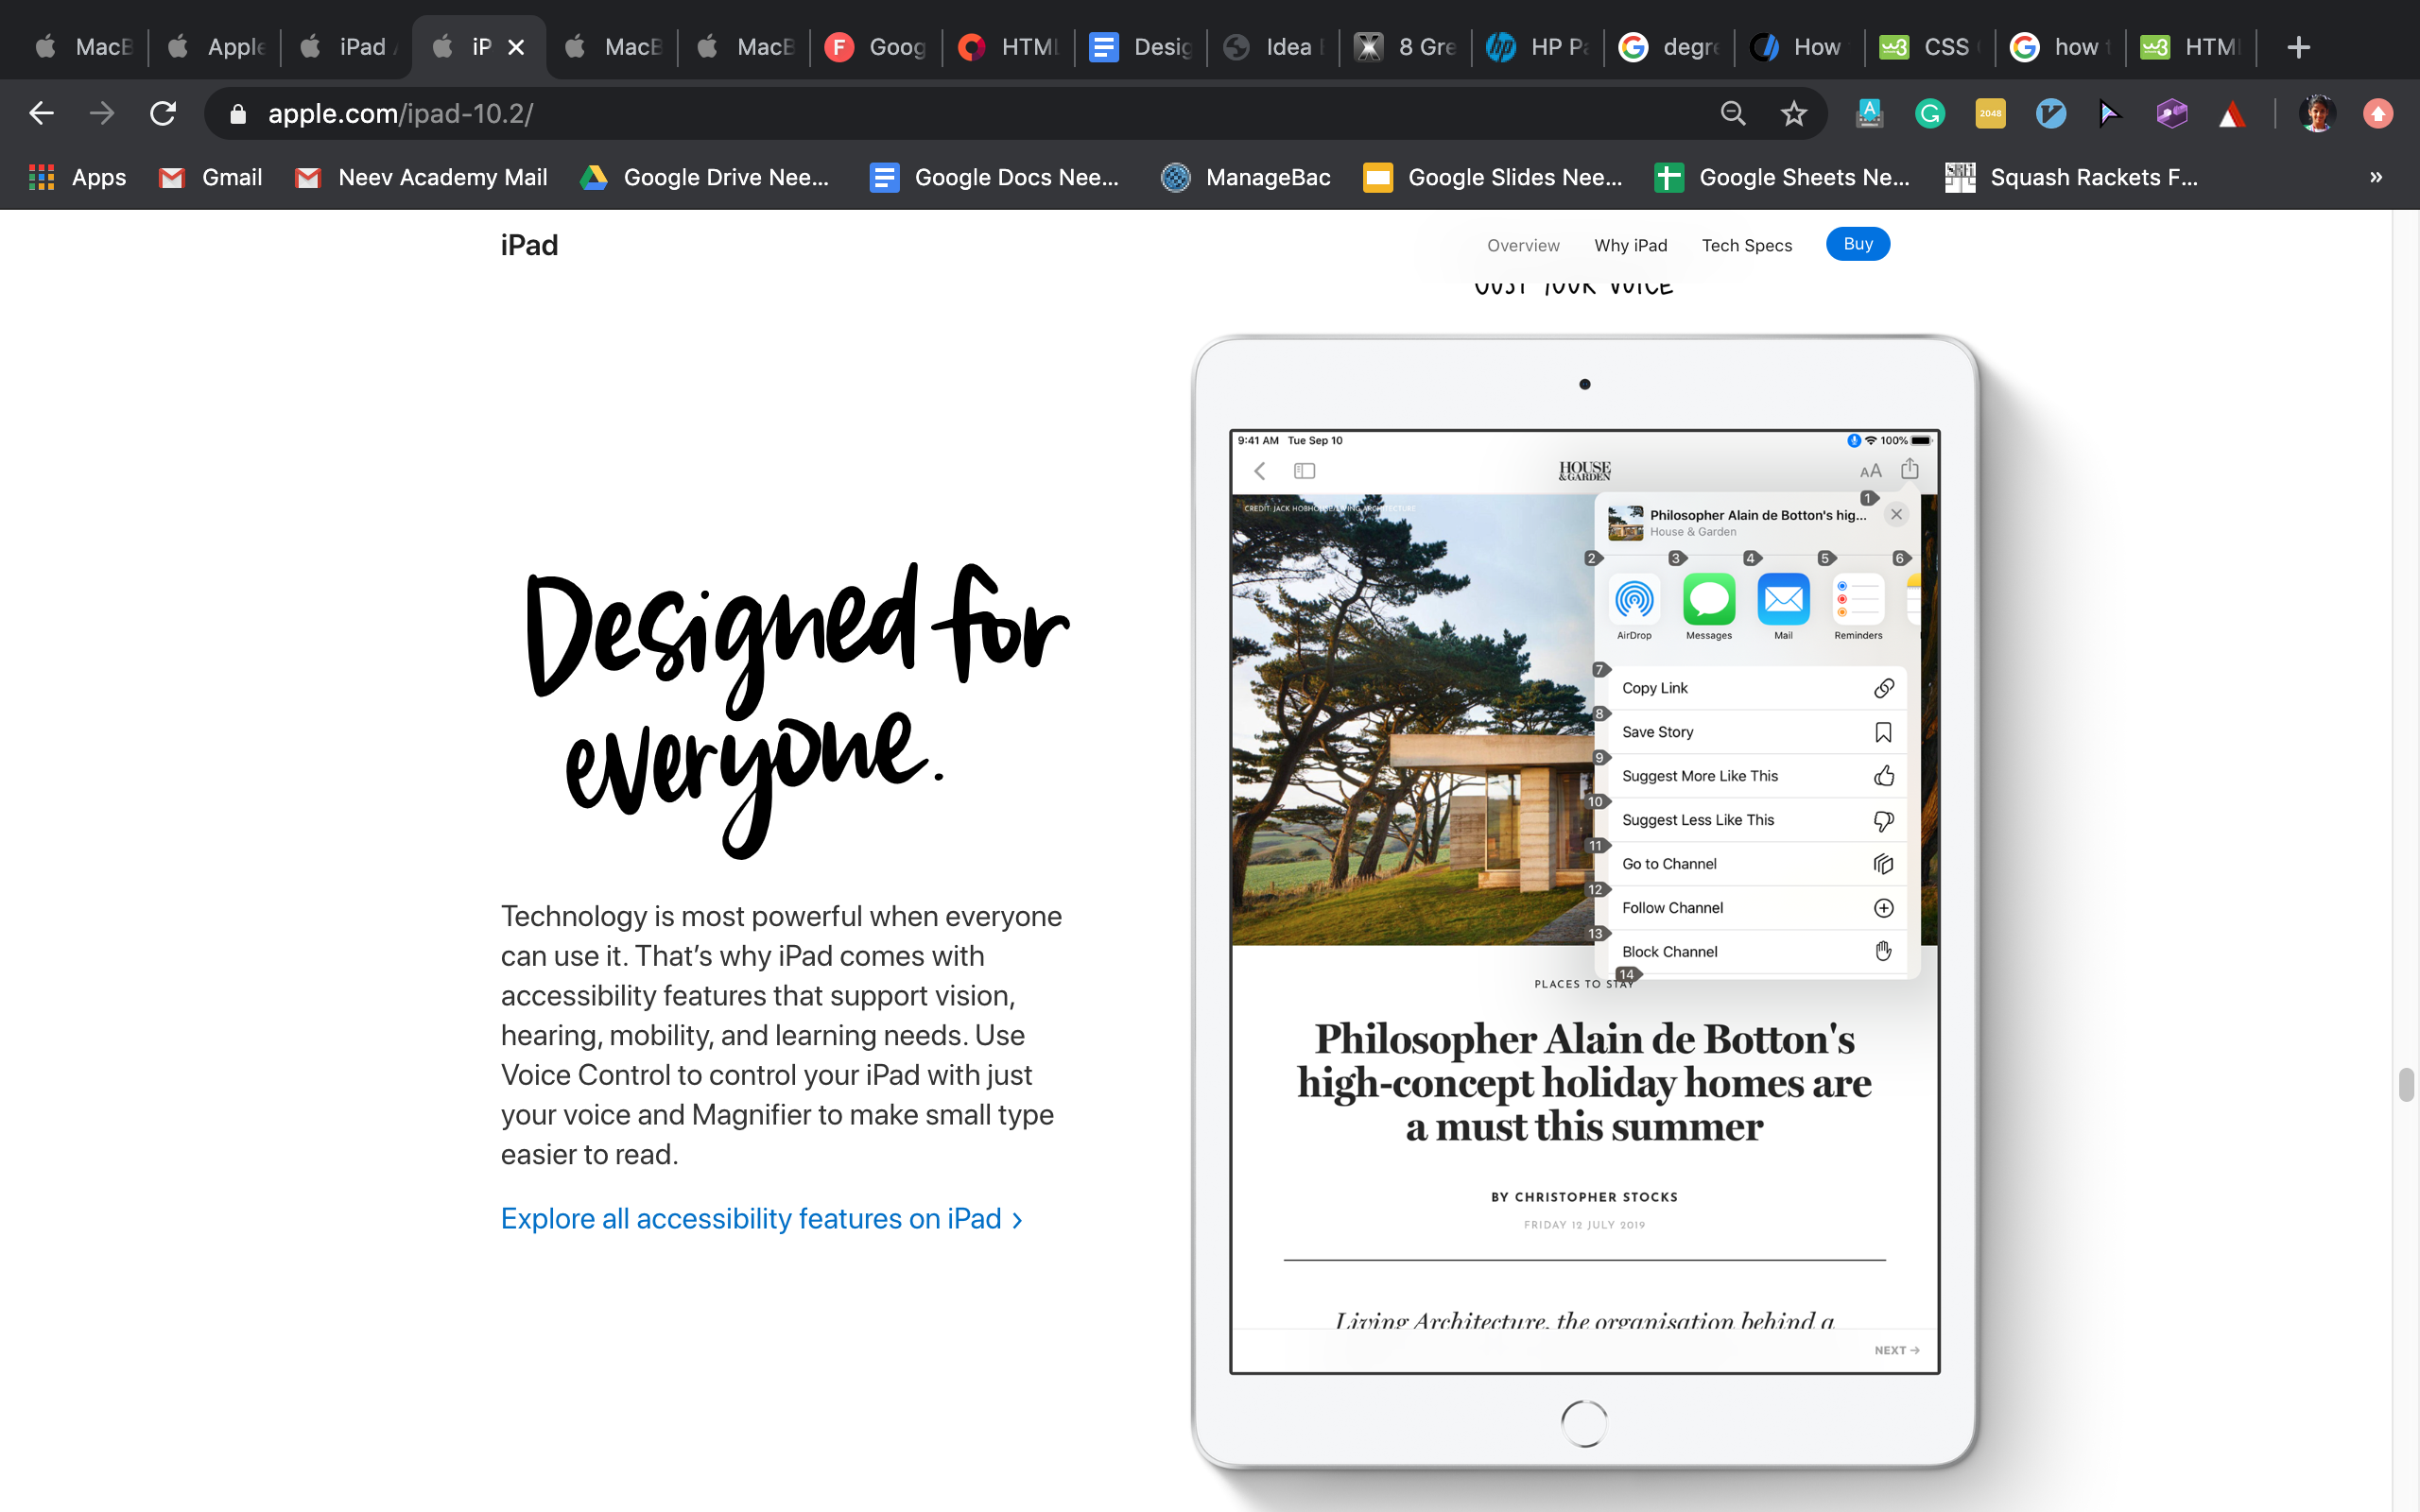 MacB
Apple
iPad
iP
MacB
MacB
Goog
HTML
Desig
Idea
8 Gre
HP Pa
degre
How
CSS
how
HTML
apple.com/ipad-10.2/
2048
Apps
Gmail
Neev Academy Mail
Google Drive Nee...
Google Docs Nee...
ManageBac
Google Slides Nee...
Google Sheets Ne...
Squash Rackets F...
»
iPad
Overview
Why iPad
Tech Specs
Buy
JUST YOUR VOICE
Designed for
everyone.
Technology is most powerful when everyone
can use it. That's why iPad comes with
accessibility features that support vision,
hearing, mobility, and learning needs. Use
Voice Control to control your iPad with just
your voice and Magnifier to make small type
easier to read.
Explore all accessibility features on iPad >
9:41 AM Tue Sep 10
100%
HOUSE
& GARDEN
AA
CREDIT: JACK HOBHOUSE/LIVING ARCHITECTURE
1
Philosopher Alain de Botton's hig...
House & Garden
2
3
4
5
6
AirDrop
Messages
Mail
Reminders
7
Copy Link
8
Save Story
9
Suggest More Like This
10
Suggest Less Like This
11
Go to Channel
12
Follow Channel
13
Block Channel
14
PLACES TO STAY
Philosopher Alain de Botton's
high-concept holiday homes are
a must this summer
BY CHRISTOPHER STOCKS
FRIDAY 12 JULY 2019
Living Architecture, the organisation behind a
NEXT →